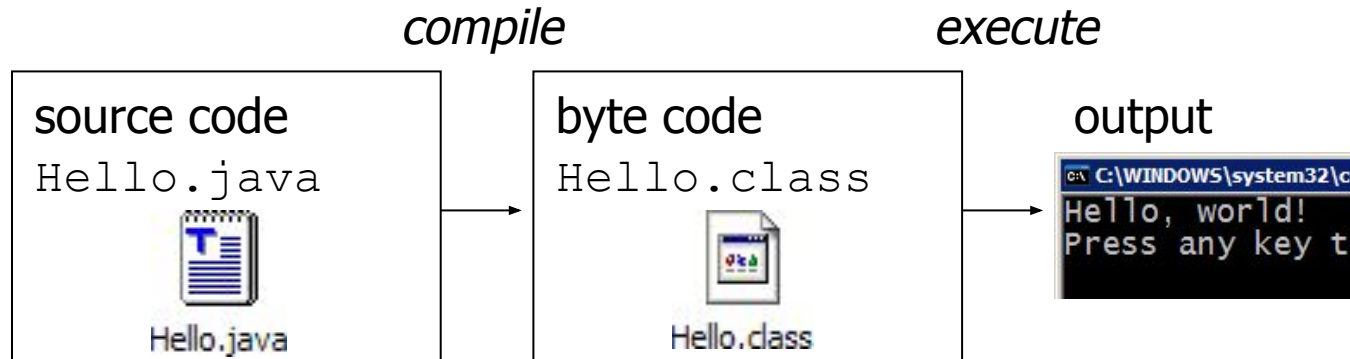 compile
execute
source code
Hello.java
Hello.java
byte code
Hello.class
Hello.class
output
C:\WINDOWS\system32\c
Hello, world!
Press any key t